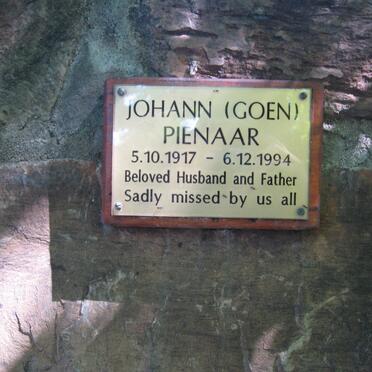 JOHANN (GOEN)
PIENAAR
5.10.1917 - 6.12.1994
Beloved Husband and Father
Sadly missed by us all